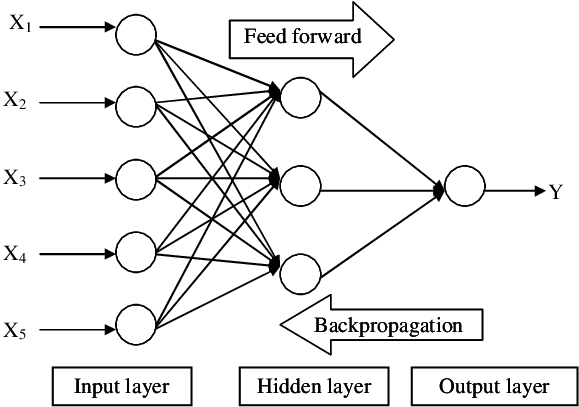 X1
Feed forward
X2
X3
Y
X4
X5
Backpropagation
Input layer
Hidden layer
Output layer